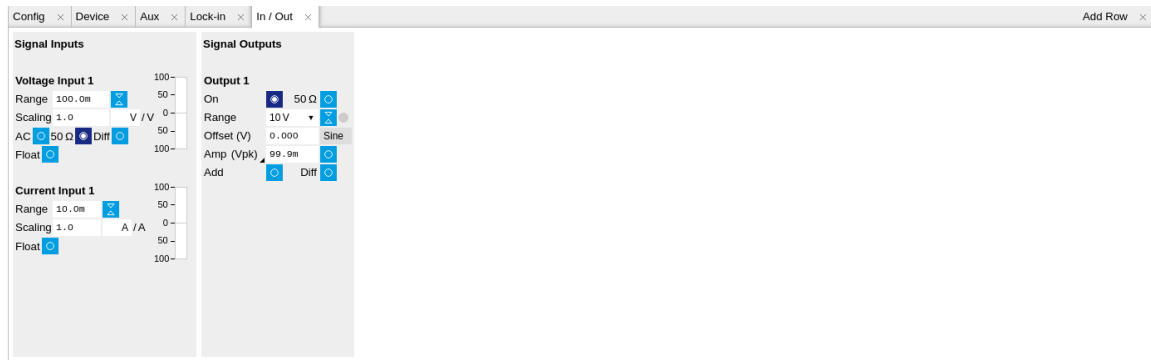 Config × Device × Aux × Lock-in × In / Out × Add Row ×
Signal Inputs
Voltage Input 1
Range 100.0m
Scaling 1.0 V / V
AC 50 Ω Diff
Float
100
50
0
50
100
Current Input 1
Range 10.0m
Scaling 1.0 A / A
Float
100
50
0
50
100
Signal Outputs
Output 1
On 50 Ω
Range 10 V
Offset (V) 0.000 Sine
Amp (Vpk) 99.9m
Add Diff